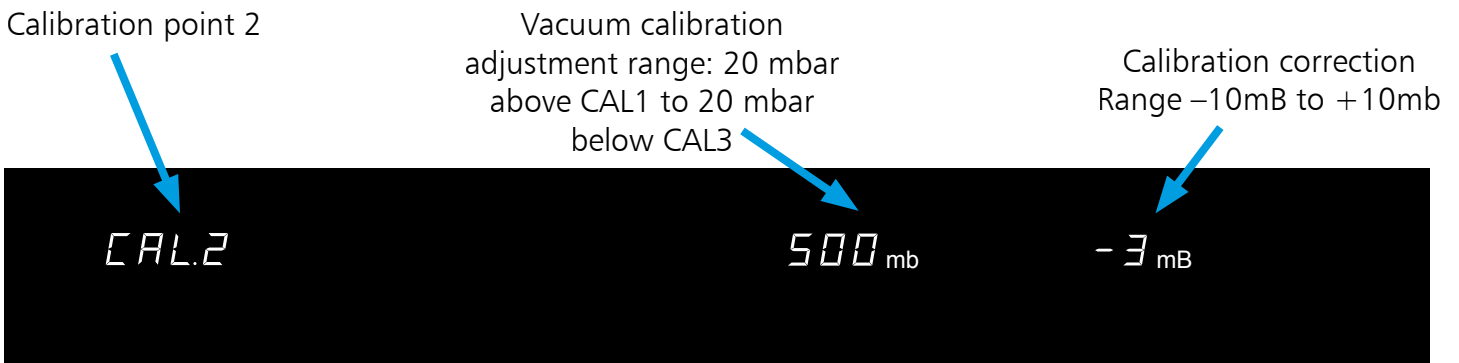 Calibration point 2
Vacuum calibration
adjustment range: 20 mbar
above CAL1 to 20 mbar
below CAL3
Calibration correction
Range –10mB to +10mb
CAL.2 500 mb -3 mB